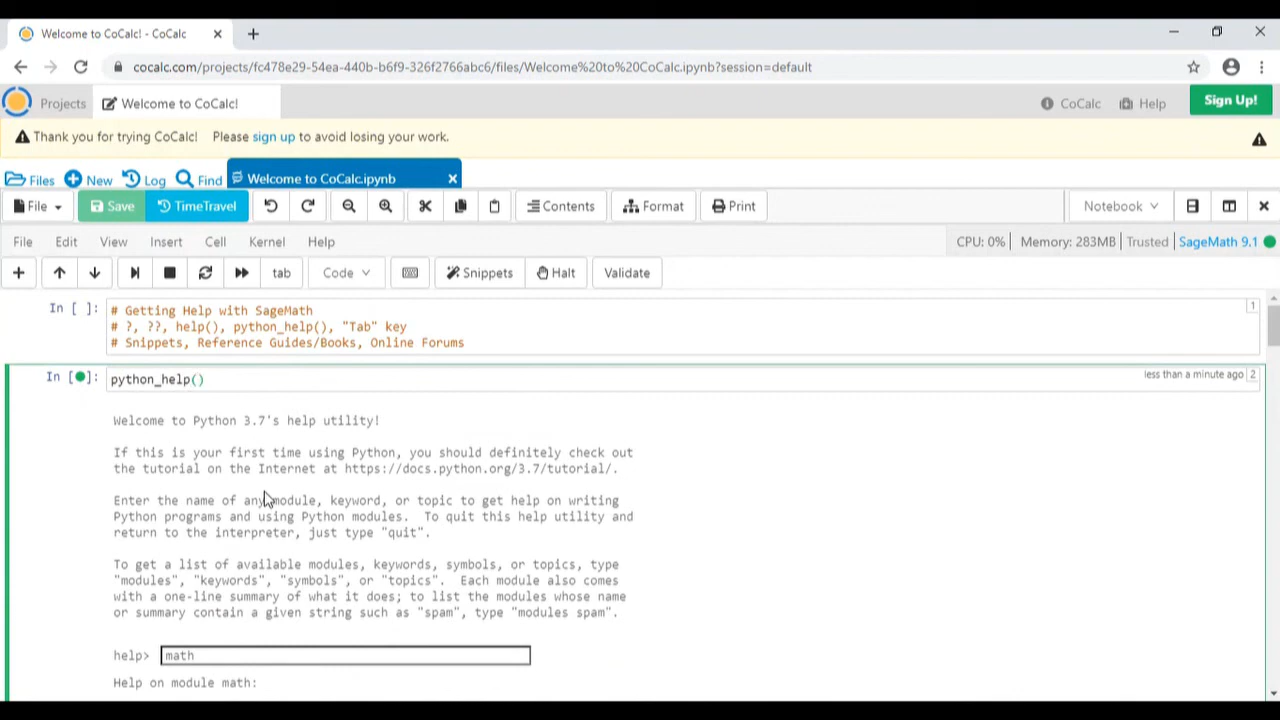 Welcome to CoCalc! - CoCalc
cocalc.com/projects/fc478e29-54ea-440b-b6f9-326f2766abc6/files/Welcome%20to%20CoCalc.ipynb?session=default
Projects Welcome to CoCalc! CoCalc Help Sign Up!
Thank you for trying CoCalc! Please sign up to avoid losing your work.
Files New Log Find Welcome to CoCalc.ipynb
File Save TimeTravel Contents Format Print Notebook
File Edit View Insert Cell Kernel Help CPU: 0% Memory: 283MB Trusted SageMath 9.1
tab Code Snippets Halt Validate
In [ ]: # Getting Help with SageMath 1
# ?, ??, help(), python_help(), "Tab" key
# Snippets, Reference Guides/Books, Online Forums
In [ ]: python_help() less than a minute ago 2
Welcome to Python 3.7's help utility!
If this is your first time using Python, you should definitely check out
the tutorial on the Internet at https://docs.python.org/3.7/tutorial/.
Enter the name of any module, keyword, or topic to get help on writing
Python programs and using Python modules. To quit this help utility and
return to the interpreter, just type "quit".
To get a list of available modules, keywords, symbols, or topics, type
"modules", "keywords", "symbols", or "topics". Each module also comes
with a one-line summary of what it does; to list the modules whose name
or summary contain a given string such as "spam", type "modules spam".
help> math
Help on module math: